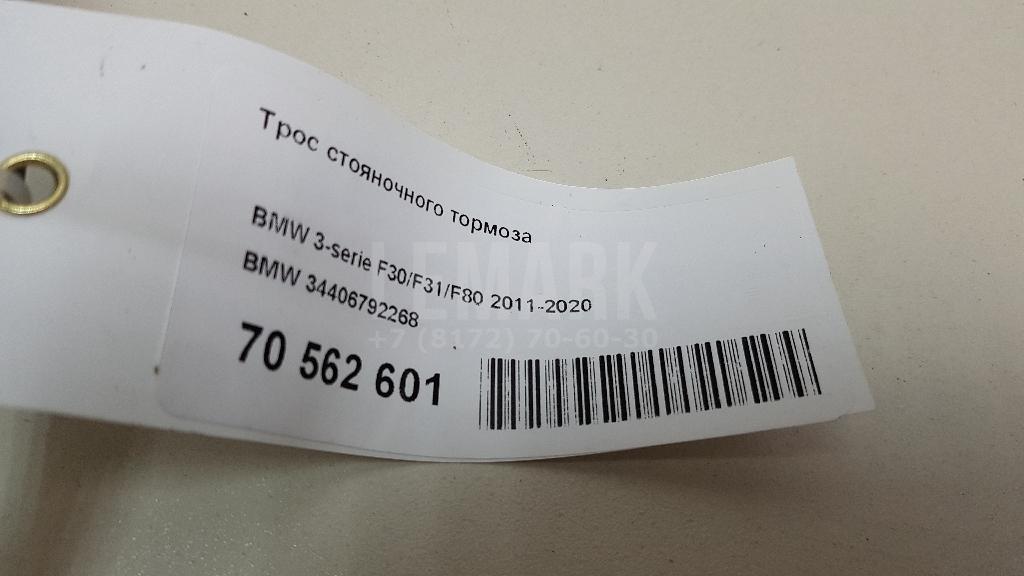 Трос стояночного тормоза
BMW 3-serie F30/F31/F80 2011-2020
BMW 34406792268
70 562 601
LEMARK
+7 (8172) 70-60-30